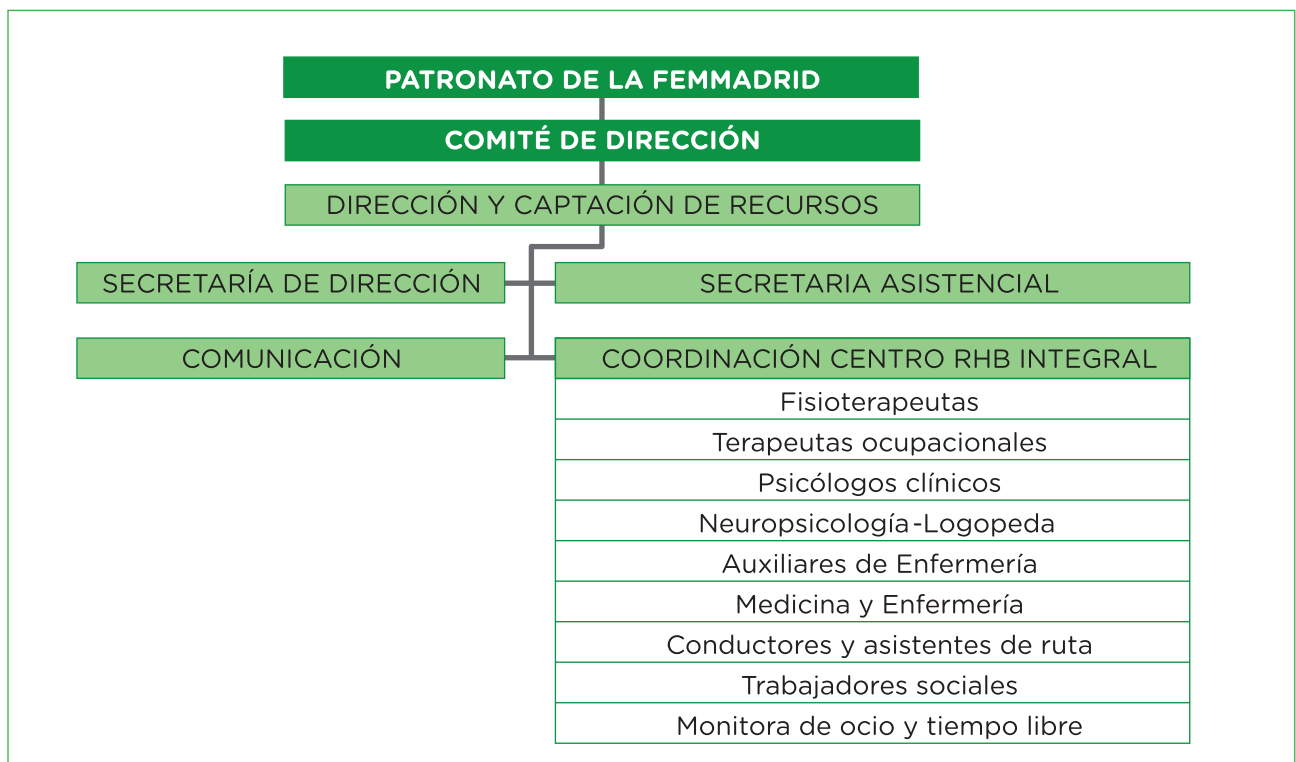 PATRONATO DE LA FEMMADRID
COMITÉ DE DIRECCIÓN
DIRECCIÓN Y CAPTACIÓN DE RECURSOS
SECRETARÍA DE DIRECCIÓN
SECRETARIA ASISTENCIAL
COMUNICACIÓN
COORDINACIÓN CENTRO RHB INTEGRAL
Fisioterapeutas
Terapeutas ocupacionales
Psicólogos clínicos
Neuropsicología-Logopeda
Auxiliares de Enfermería
Medicina y Enfermería
Conductores y asistentes de ruta
Trabajadores sociales
Monitora de ocio y tiempo libre